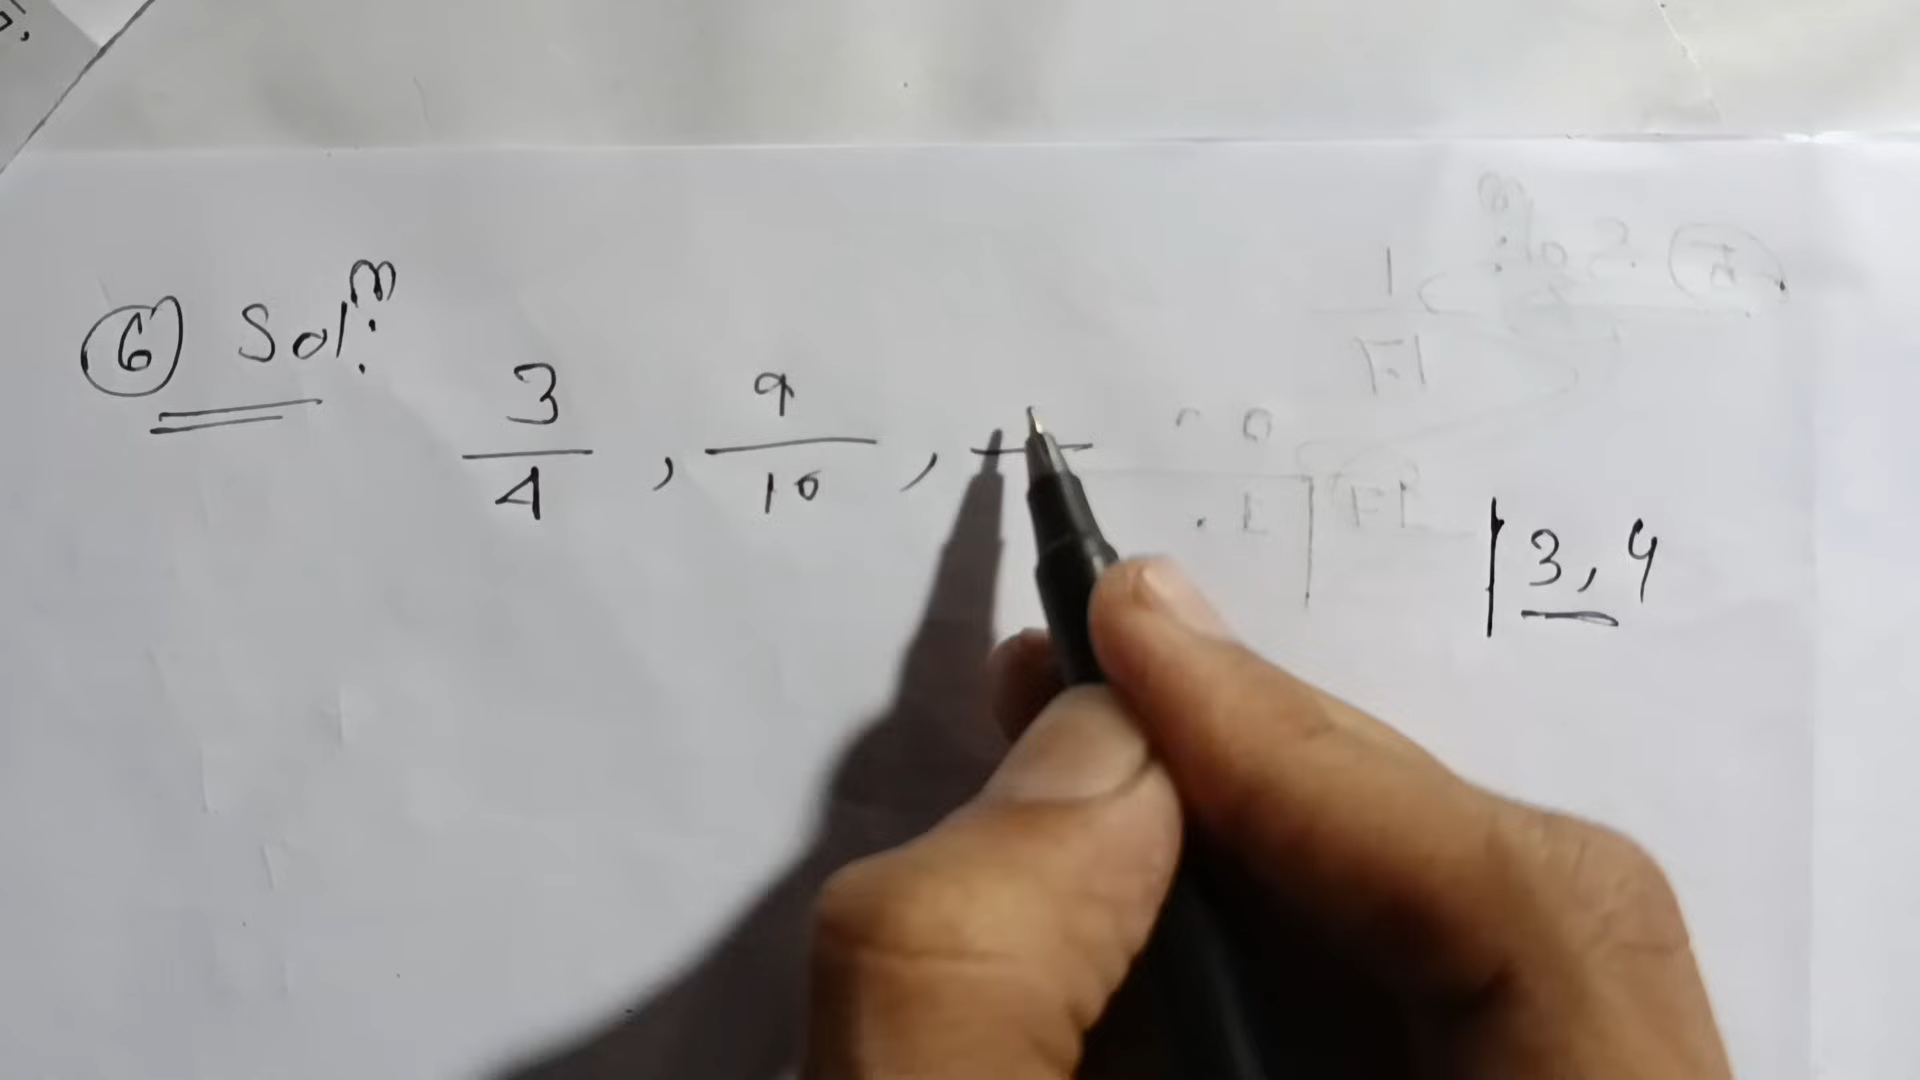 ⑥ Solⁿ:
3/4 , 9/10 , —
| 3, 4